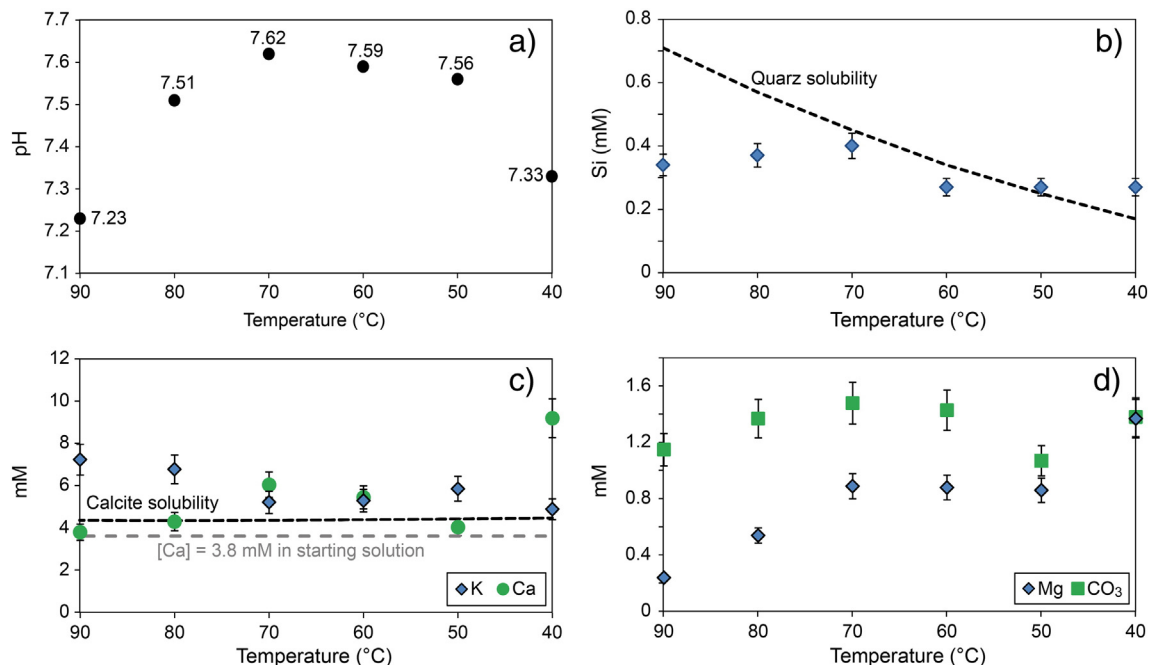 a)
7.7
7.6
7.5
7.4
7.3
7.2
7.1
pH
7.23
7.51
7.62
7.59
7.56
7.33
90 80 70 60 50 40
Temperature (°C)
b)
0.8
0.6
0.4
0.2
0
Si (mM)
Quarz solubility
90 80 70 60 50 40
Temperature (°C)
c)
12
10
8
6
4
2
0
mM
Calcite solubility
[Ca] = 3.8 mM in starting solution
K Ca
90 80 70 60 50 40
Temperature (°C)
d)
1.6
1.2
0.8
0.4
0
mM
Mg CO₃
90 80 70 60 50 40
Temperature (°C)